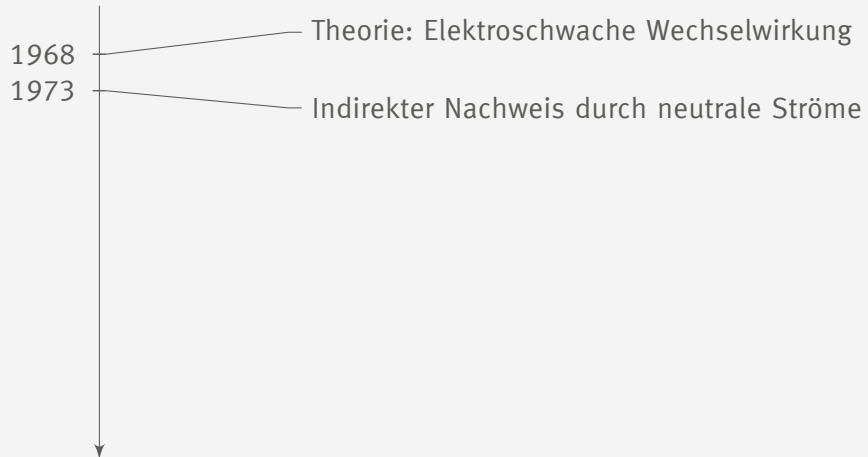 1968
Theorie: Elektroschwache Wechselwirkung
1973
Indirekter Nachweis durch neutrale Ströme